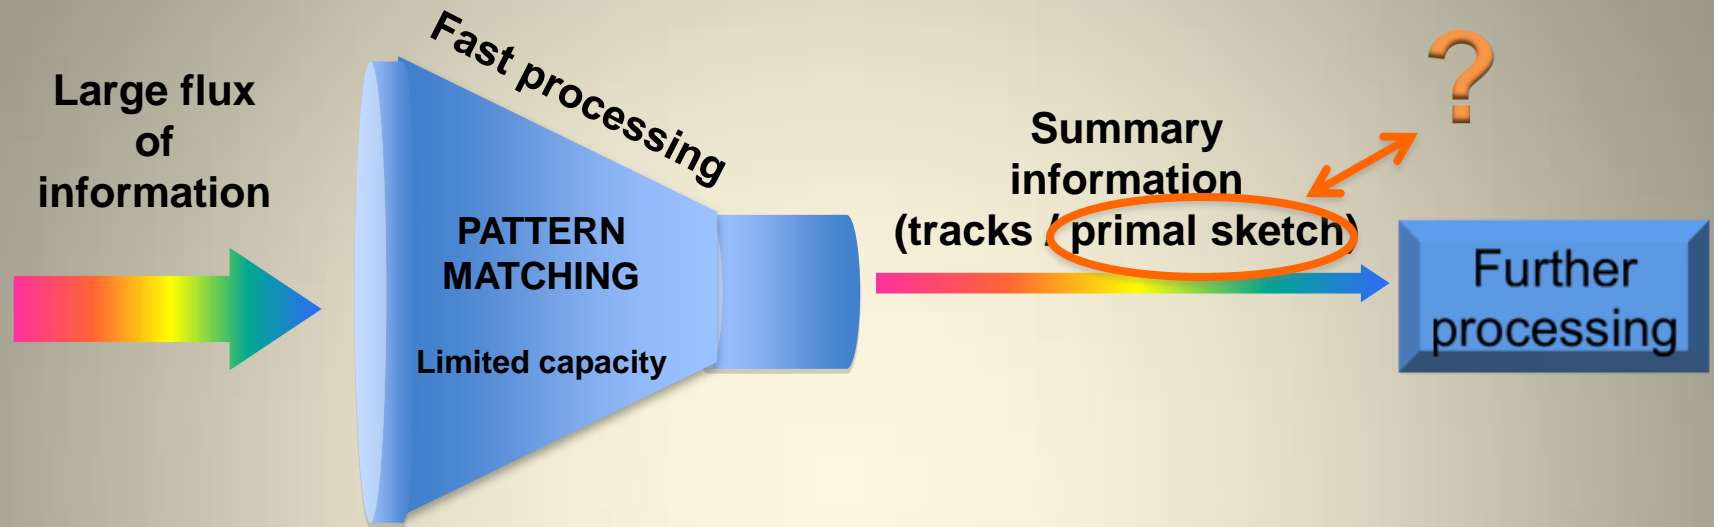 Large flux
of
information
Fast processing
PATTERN
MATCHING
Limited capacity
Summary
information
(tracks / primal sketch)
?
Further
processing